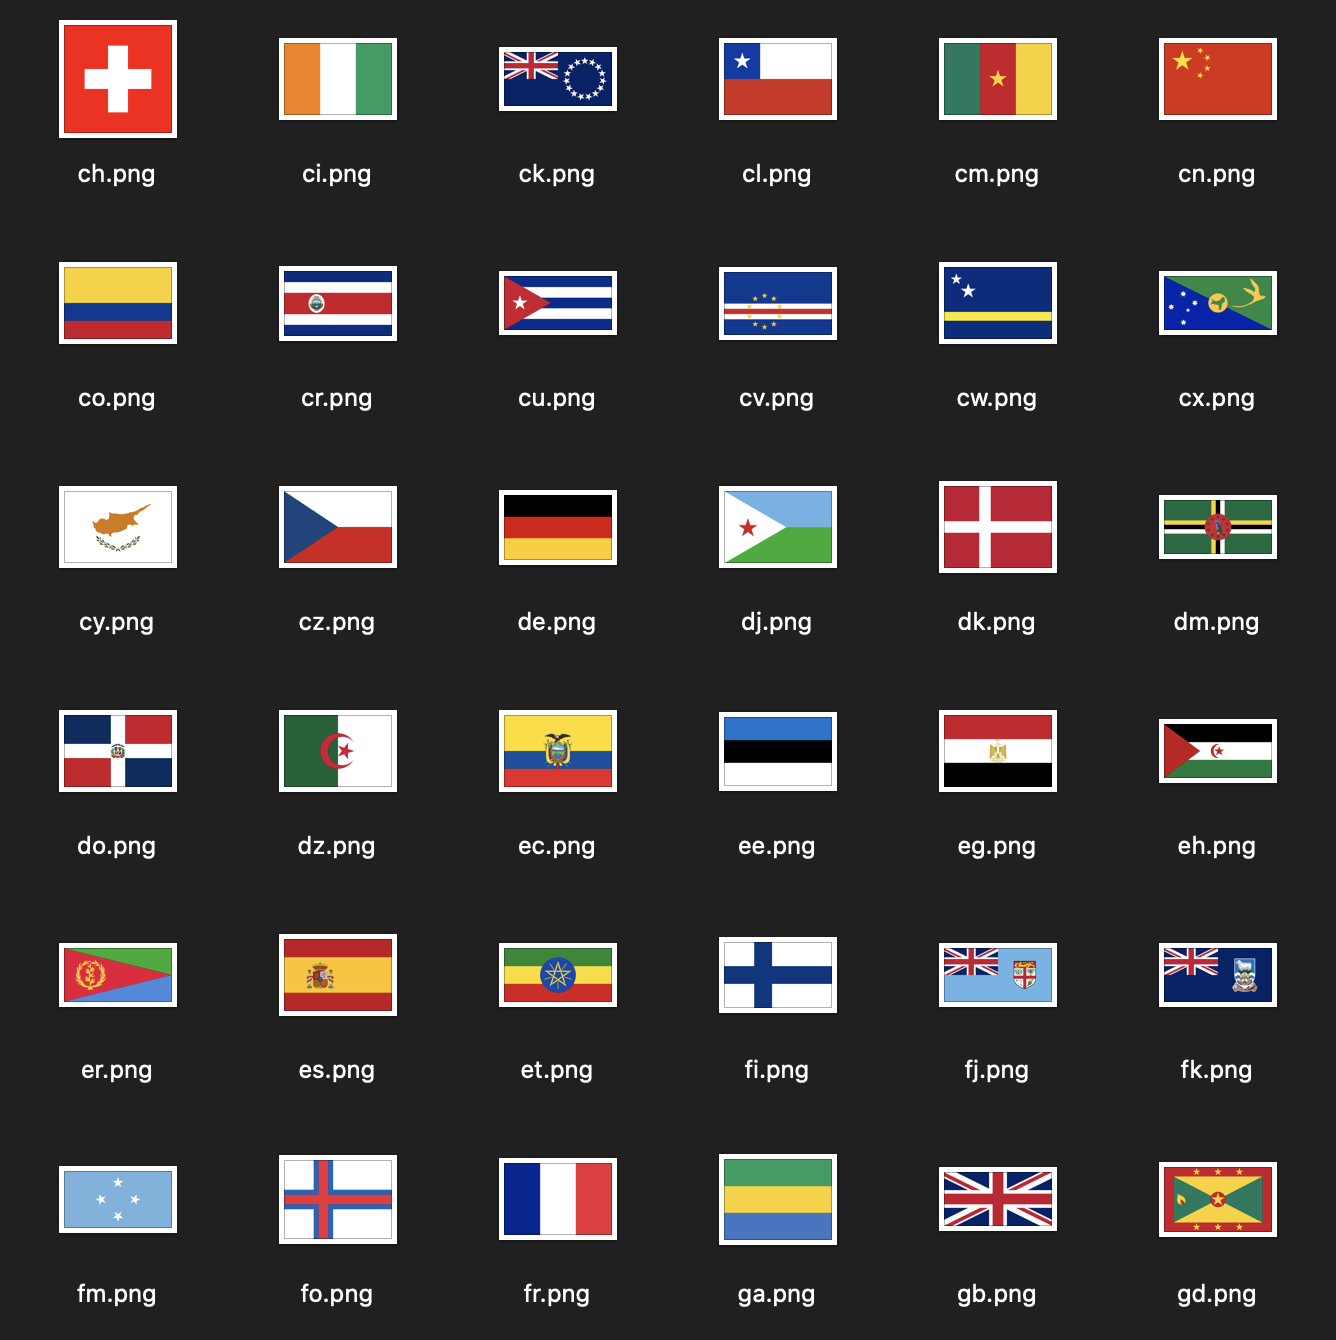 ch.png ci.png ck.png cl.png cm.png cn.png
co.png cr.png cu.png cv.png cw.png cx.png
cy.png cz.png de.png dj.png dk.png dm.png
do.png dz.png ec.png ee.png eg.png eh.png
er.png es.png et.png fi.png fj.png fk.png
fm.png fo.png fr.png ga.png gb.png gd.png